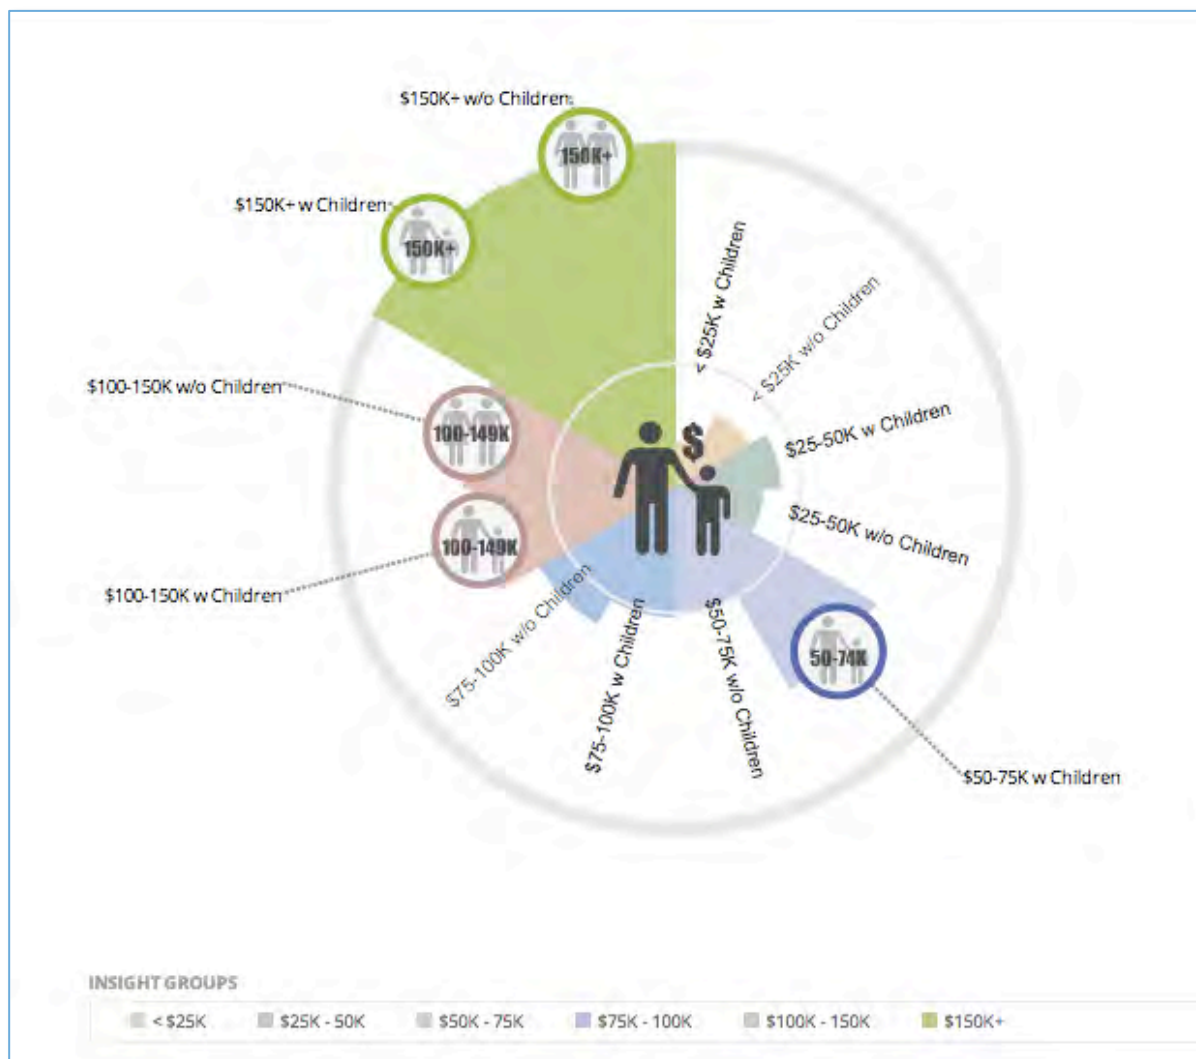 $150K+ w/o Children
150K+
$150K+ w Children
150K+
< $25K w Children
< $25K w/o Children
$100-150K w/o Children
100-149K
$
$25-50K w Children
$25-50K w/o Children
100-149K
$100-150K w Children
$75-100K w/o Children
$75-100K w Children
$50-75K w/o Children
50-74K
$50-75K w Children
INSIGHT GROUPS
< $25K $25K - 50K $50K - 75K $75K - 100K $100K - 150K $150K+